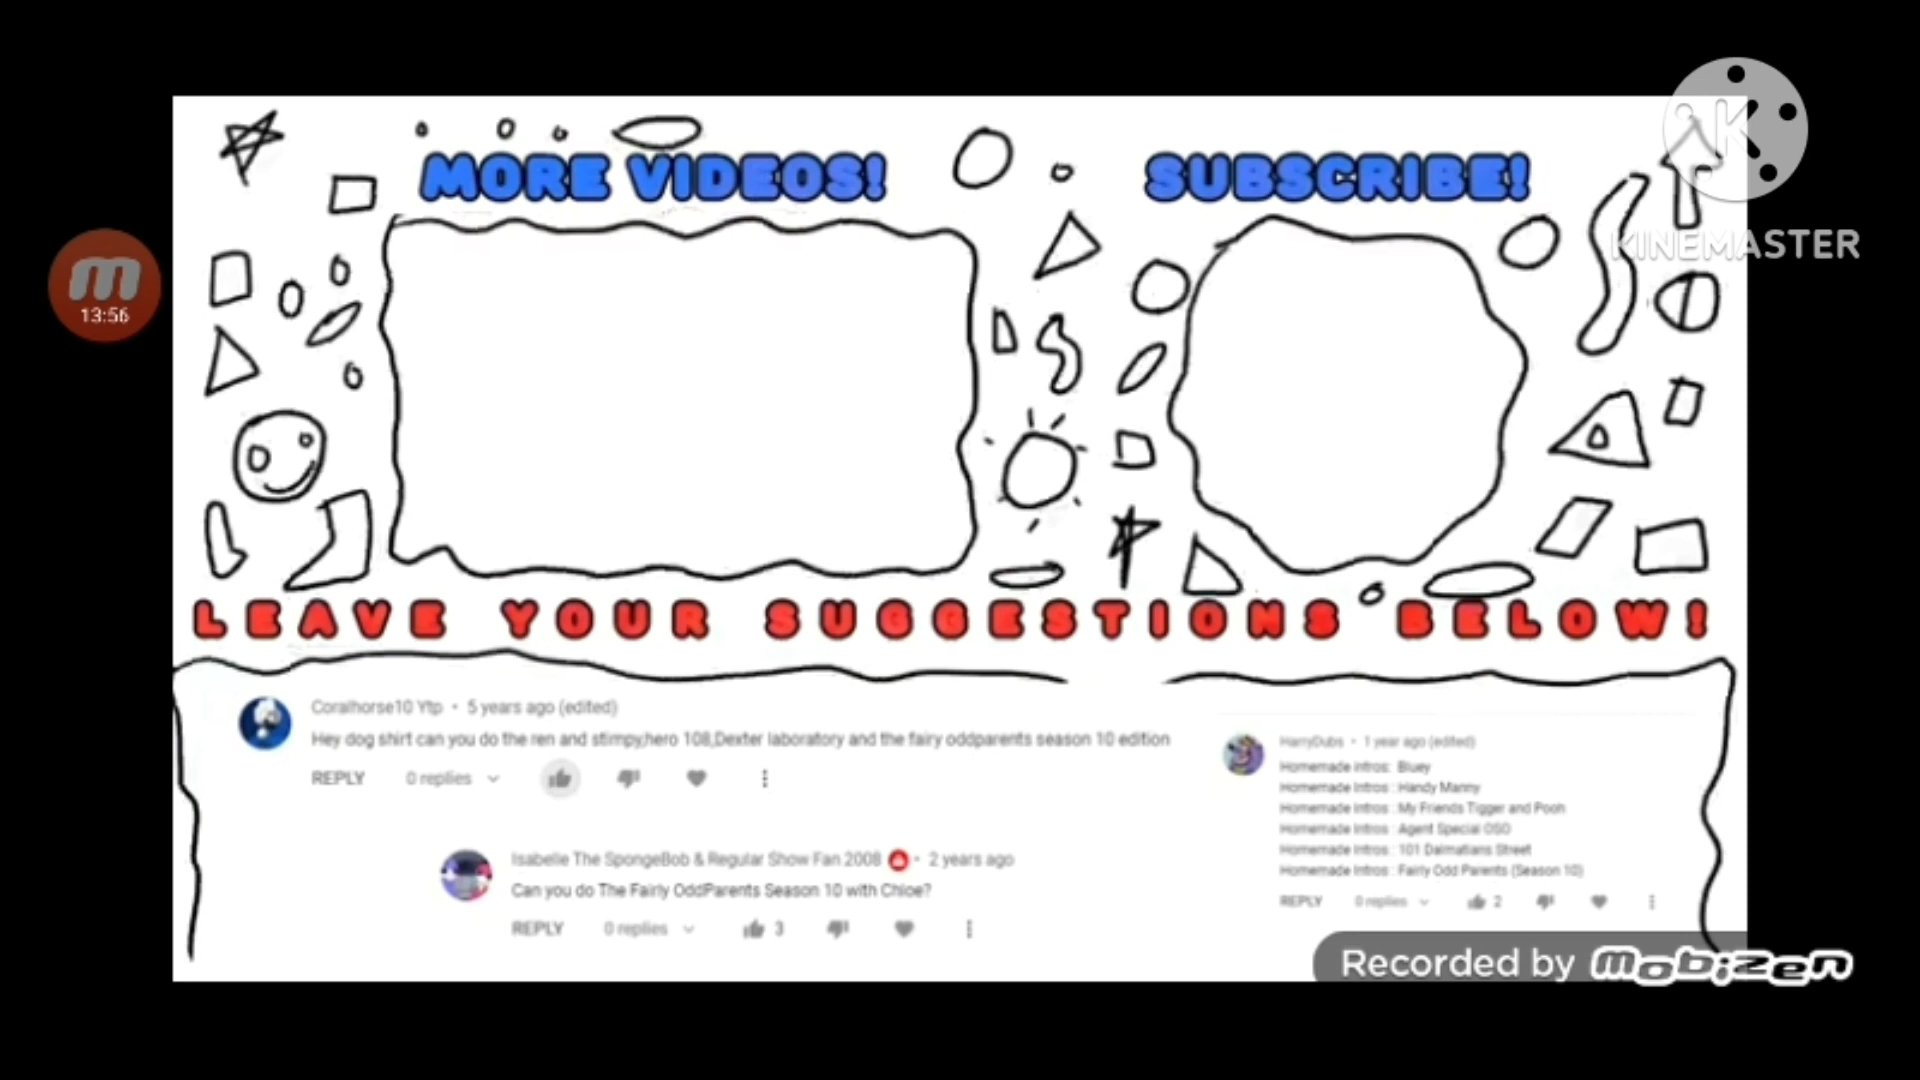 MORE VIDEOS!
SUBSCRIBE!
KINEMASTER
13:56
LEAVE YOUR SUGGESTIONS BELOW!
Coralhorse10 Ytp • 5 years ago (edited)
Hey dog shirt can you do the ren and stimpy,hero 108,Dexter laboratory and the fairy oddparents season 10 edition
REPLY 0 replies
Isabelle The SpongeBob & Regular Show Fan 2008 • 2 years ago
Can you do The Fairly OddParents Season 10 with Chloe?
REPLY 0 replies 3
HarryDubs • 1 year ago (edited)
Homemade intros: Bluey
Homemade Intros : Handy Manny
Homemade Intros : My Friends Tigger and Pooh
Homemade Intros : Agent Special OSO
Homemade Intros : 101 Dalmatians Street
Homemade Intros : Fairly Odd Parents (Season 10)
REPLY 0 replies 2
Recorded by Mobizen